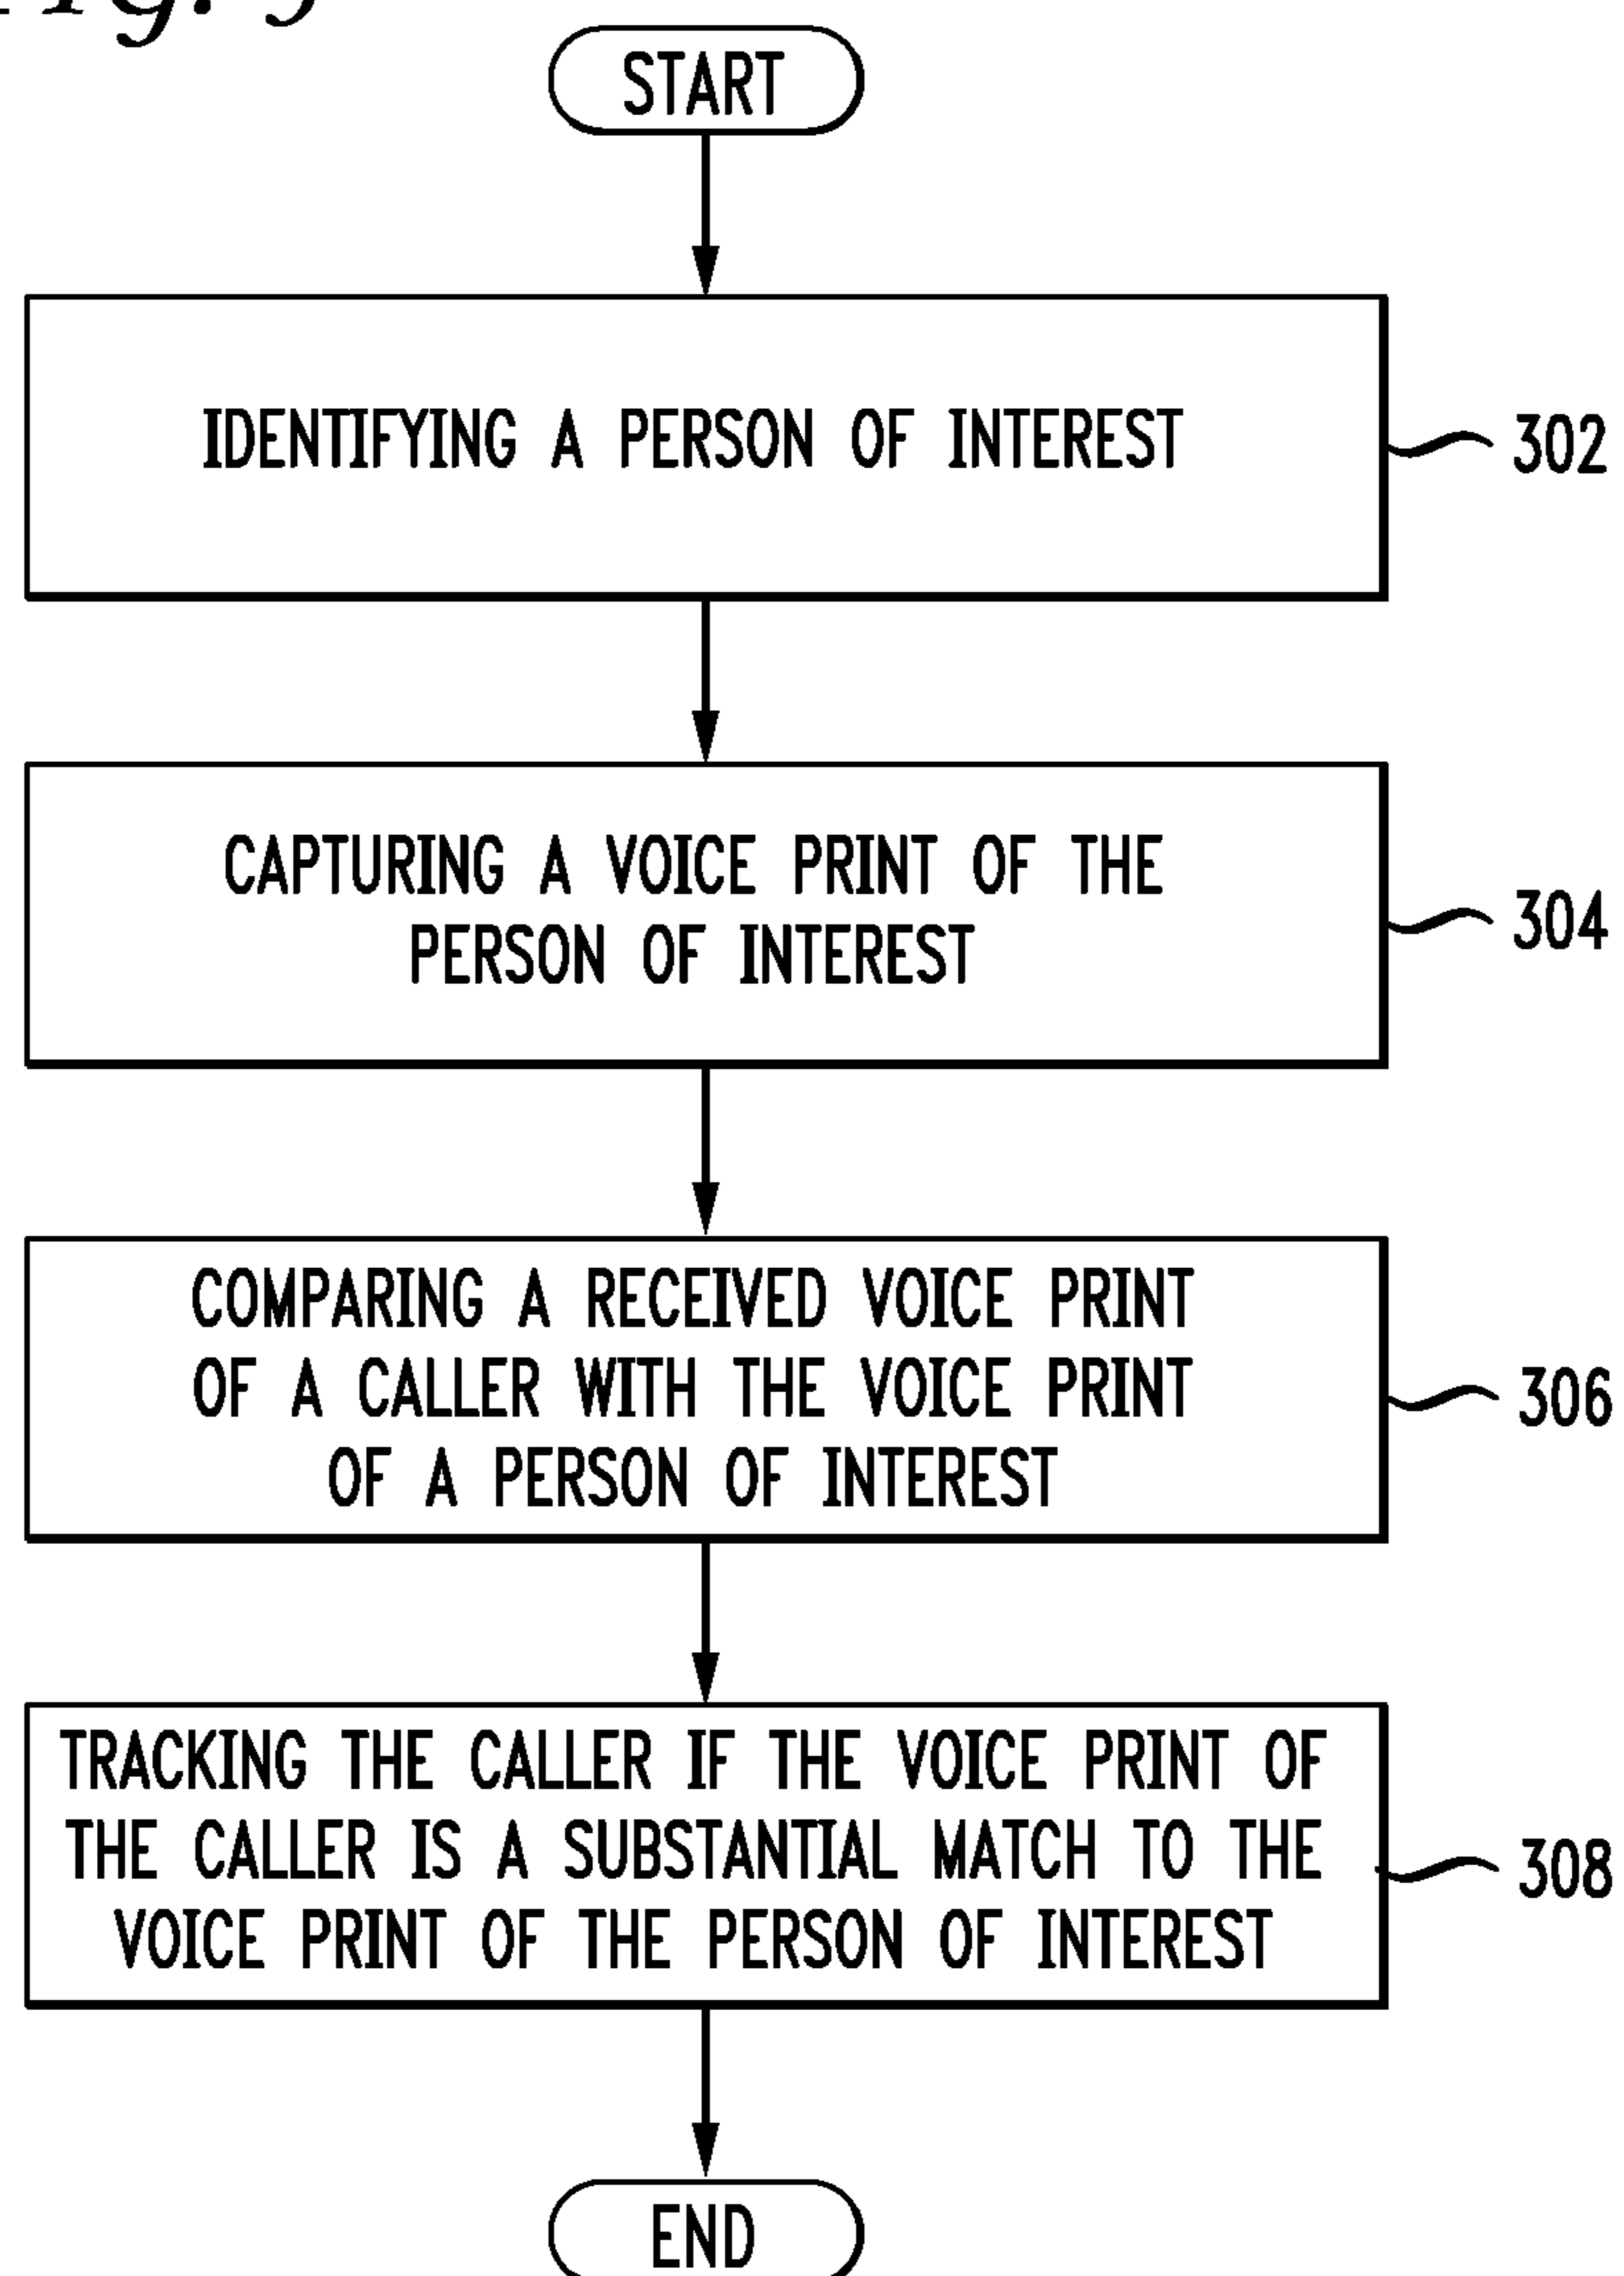 Fig. 3
START
IDENTIFYING A PERSON OF INTEREST
302
CAPTURING A VOICE PRINT OF THE
PERSON OF INTEREST
304
COMPARING A RECEIVED VOICE PRINT
OF A CALLER WITH THE VOICE PRINT
OF A PERSON OF INTEREST
306
TRACKING THE CALLER IF THE VOICE PRINT OF
THE CALLER IS A SUBSTANTIAL MATCH TO THE
VOICE PRINT OF THE PERSON OF INTEREST
308
END